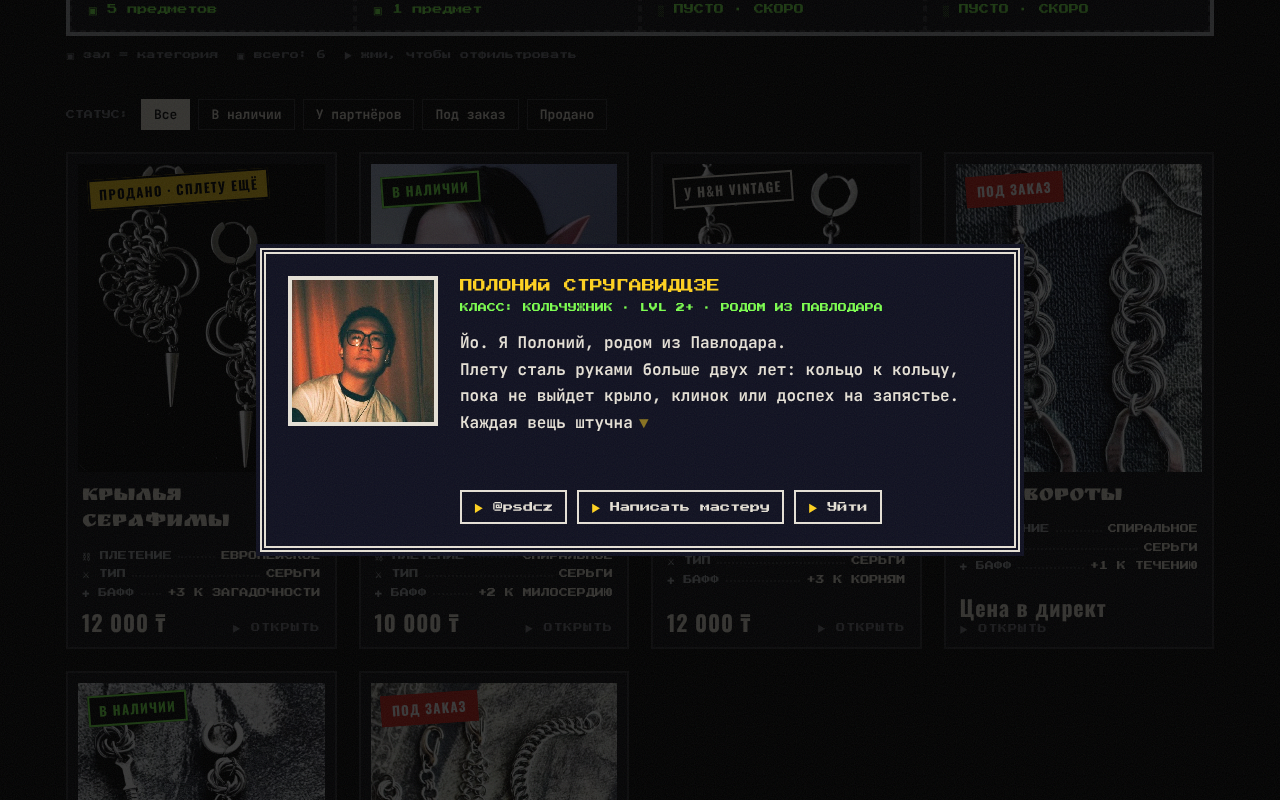 ▣ 5 предметов
▣ 1 предмет
░ ПУСТО · СКОРО
░ ПУСТО · СКОРО
▣ зал = категория ▣ всего: 6 ▶ жми, чтобы отфильтровать
СТАТУС: Все В наличии У партнёров Под заказ Продано
ПРОДАНО · СПЛЕТУ ЕЩЁ
В НАЛИЧИИ
У H&H VINTAGE
ПОД ЗАКАЗ
ПОЛОНИЙ СТРУГАВИДЦЗЕ
КЛАСС: КОЛЬЧУЖНИК · LVL 2+ · РОДОМ ИЗ ПАВЛОДАРА
Йо. Я Полоний, родом из Павлодара.
Плету сталь руками больше двух лет: кольцо к кольцу,
пока не выйдет крыло, клинок или доспех на запястье.
Каждая вещь штучна ▼
▶ @psdcz ▶ Написать мастеру ▶ Уйти
КРЫЛЬЯ
СЕРАФИМЫ
ПЛЕТЕНИЕ ЕВРОПЕЙСКОЕ
ТИП СЕРЬГИ
БАФФ +3 К ЗАГАДОЧНОСТИ
12 000 ₸ ▶ ОТКРЫТЬ
ПЛЕТЕНИЕ СПИРАЛЬНОЕ
ТИП СЕРЬГИ
БАФФ +2 К МИЛОСЕРДИЮ
10 000 ₸ ▶ ОТКРЫТЬ
ТИП СЕРЬГИ
БАФФ +3 К КОРНЯМ
12 000 ₸ ▶ ОТКРЫТЬ
ВОРОТЫ
НИЕ СПИРАЛЬНОЕ
СЕРЬГИ
БАФФ +1 К ТЕЧЕНИЮ
Цена в директ
▶ ОТКРЫТЬ
В НАЛИЧИИ
ПОД ЗАКАЗ